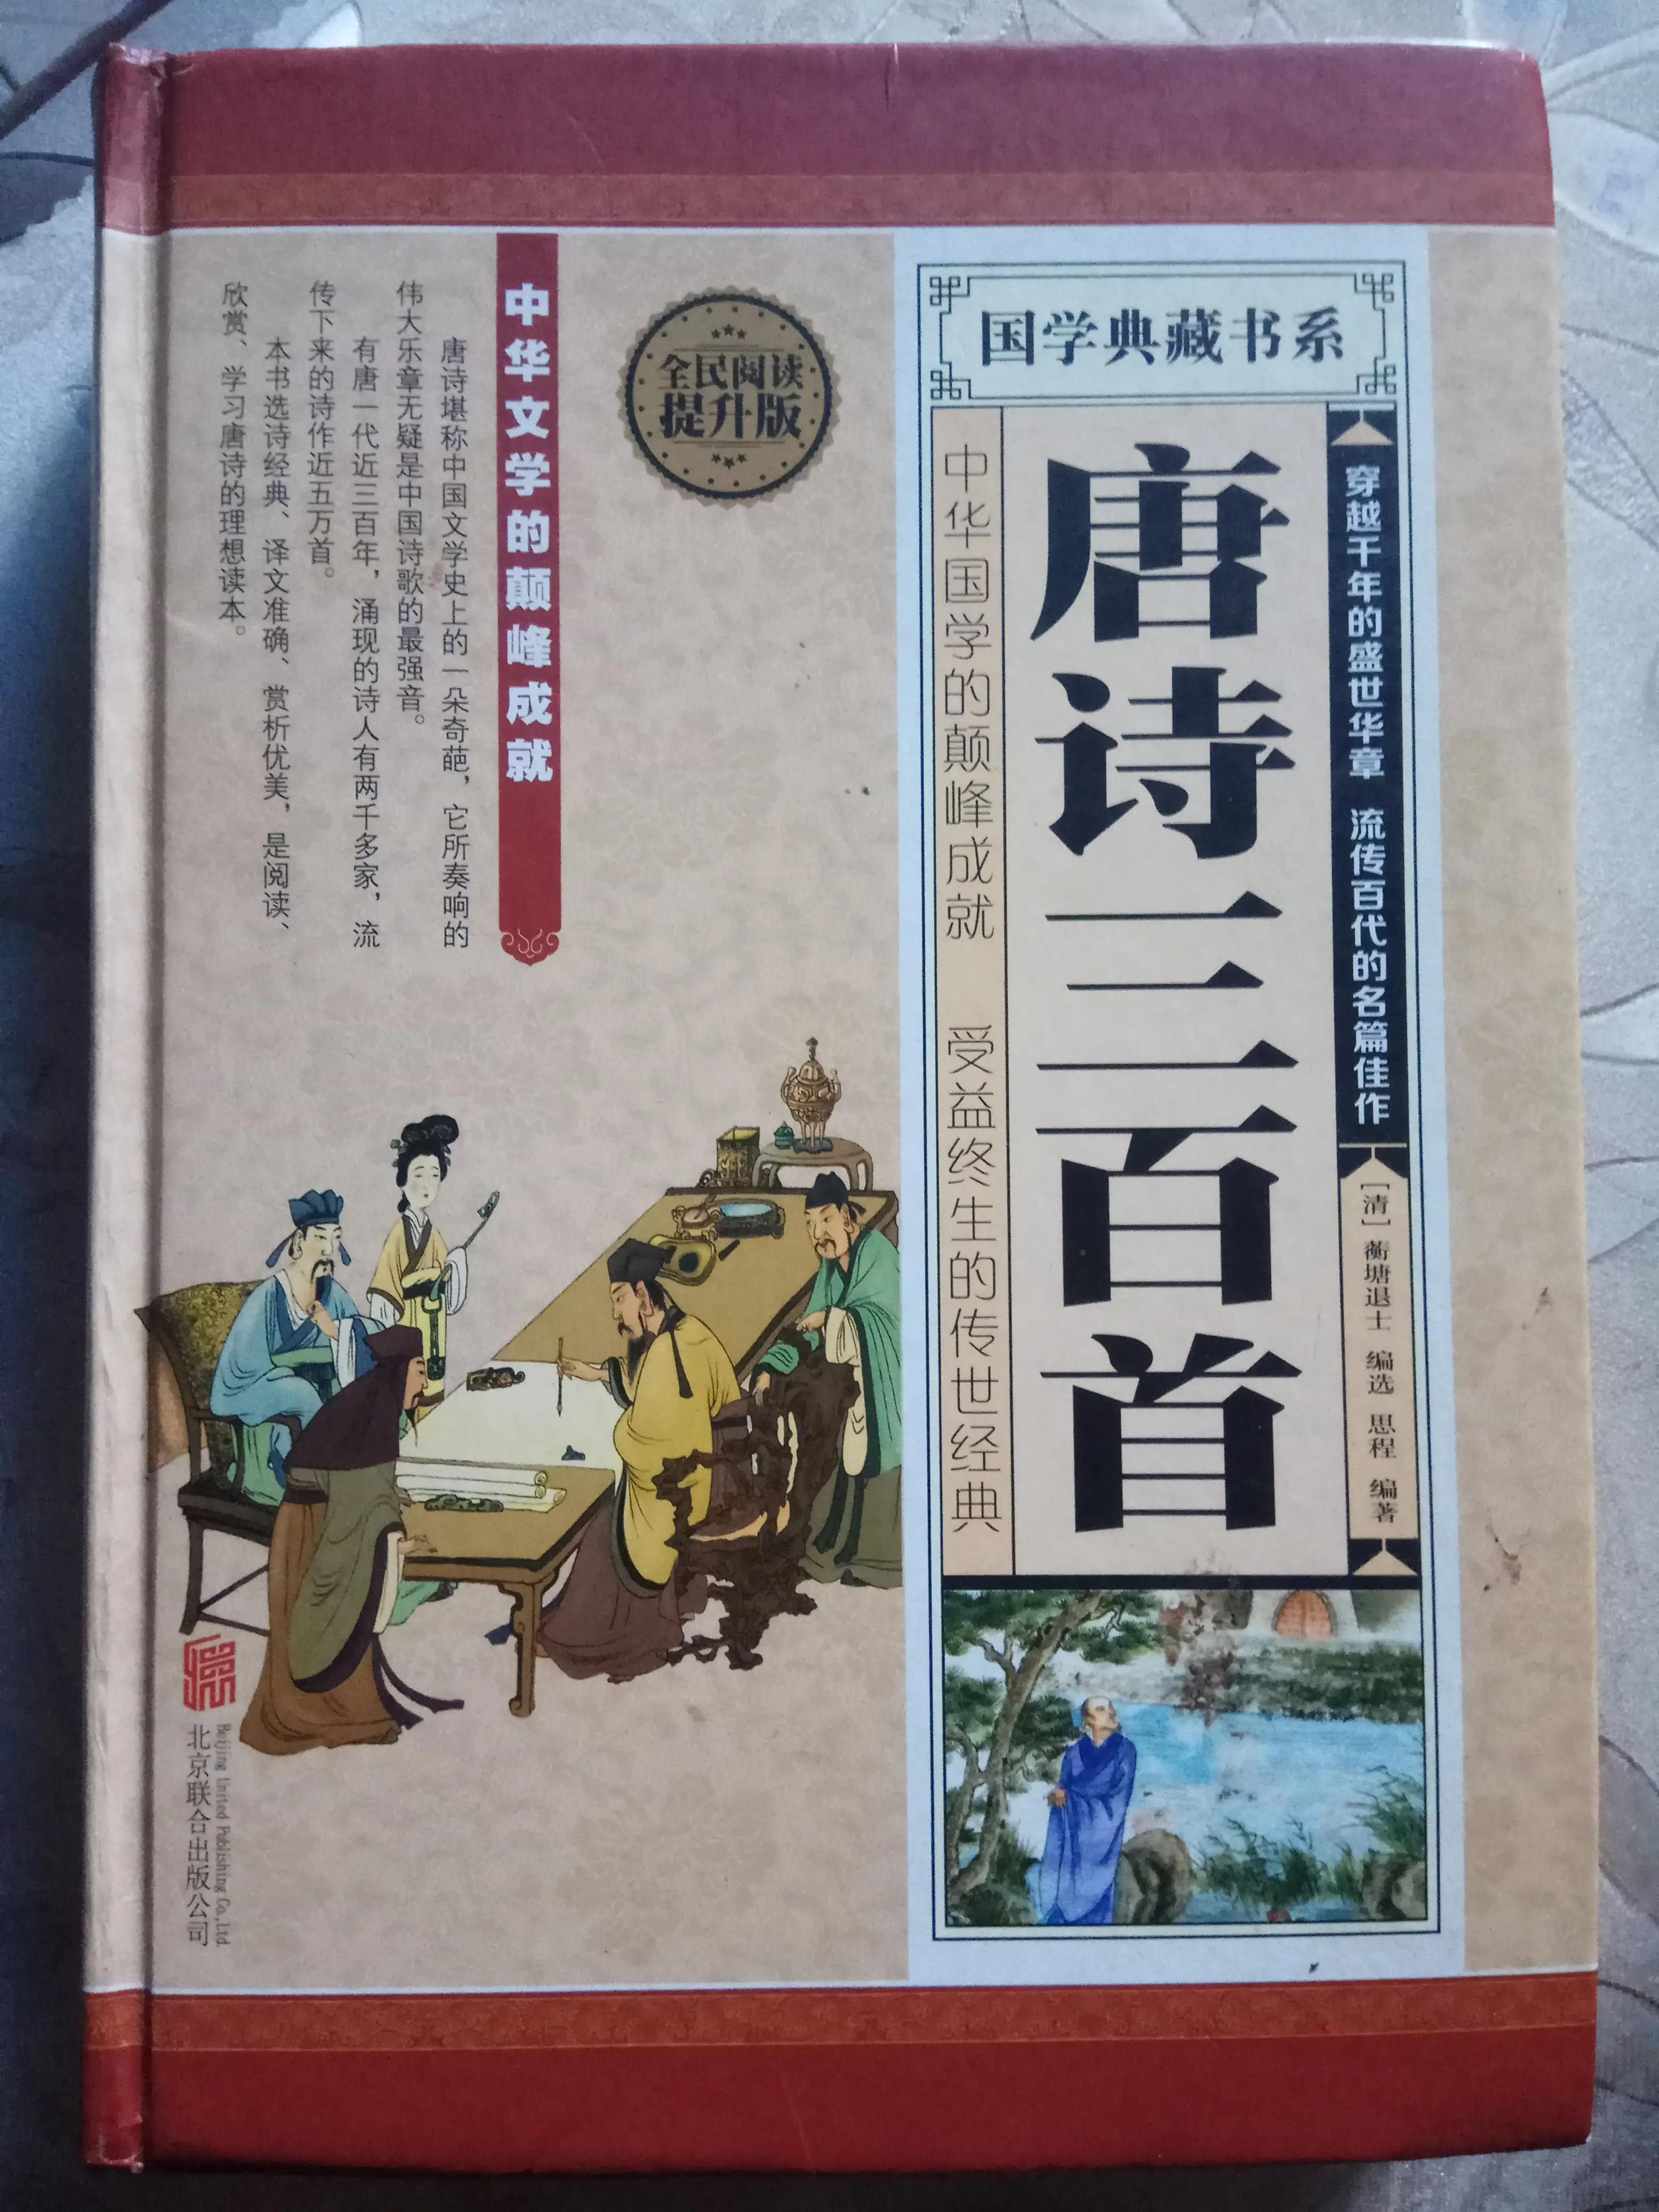 国学典藏书系
穿越千年的盛世华章 流传百代的名篇佳作
[清] 蘅塘退士 编选 思程 编著
唐诗三百首
中华国学的颠峰成就 受益终生的传世经典
全民阅读
提升版
中华文学的颠峰成就
唐诗堪称中国文学史上的一朵奇葩，它所奏响的
伟大乐章无疑是中国诗歌的最强音。
有唐一代近三百年，涌现的诗人有两千多家，流
传下来的诗作近五万首。
本书选诗经典、译文准确、赏析优美，是阅读、
欣赏、学习唐诗的理想读本。
Beijing United Publishing Co.,Ltd.
北京联合出版公司